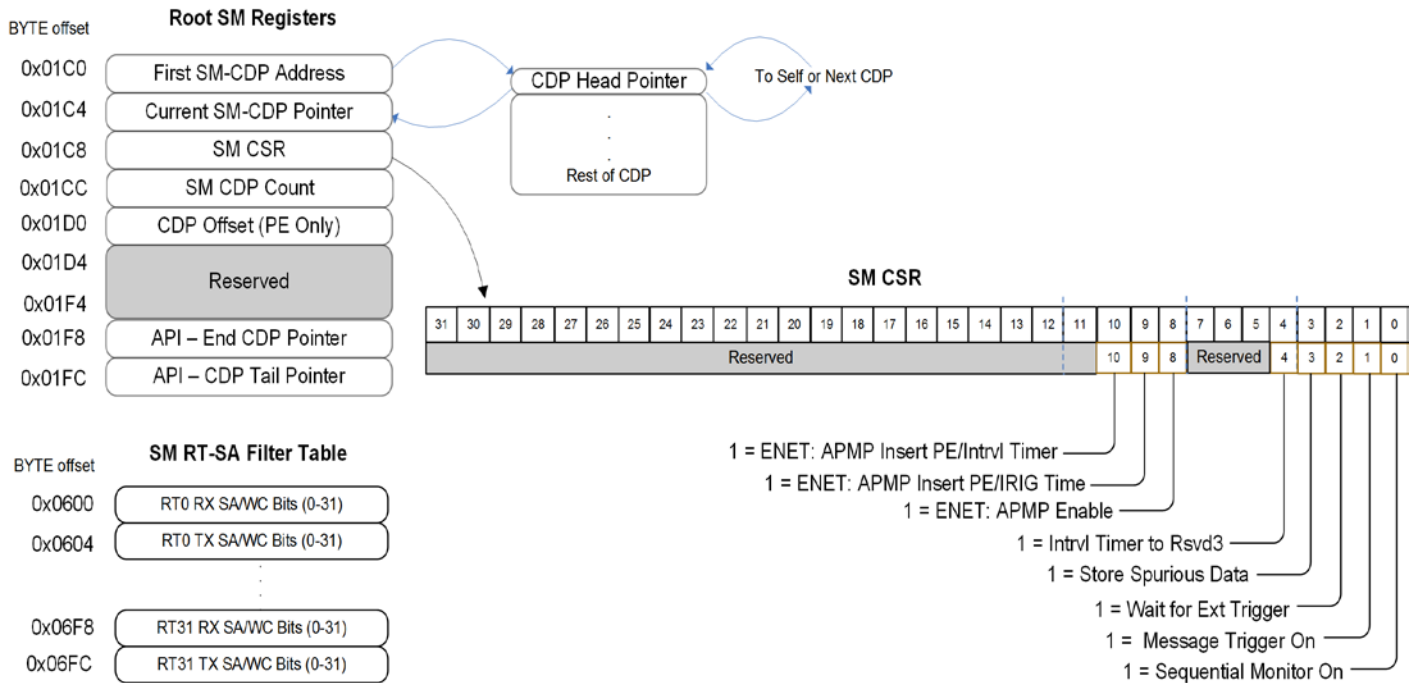 Root SM Registers
BYTE offset
0x01C0 First SM-CDP Address
0x01C4 Current SM-CDP Pointer
0x01C8 SM CSR
0x01CC SM CDP Count
0x01D0 CDP Offset (PE Only)
0x01D4
Reserved
0x01F4
0x01F8 API – End CDP Pointer
0x01FC API – CDP Tail Pointer
CDP Head Pointer
.
.
.
Rest of CDP
To Self or Next CDP
SM CSR
31 30 29 28 27 26 25 24 23 22 21 20 19 18 17 16 15 14 13 12 11 10 9 8 7 6 5 4 3 2 1 0
Reserved 10 9 8 Reserved 4 3 2 1 0
1 = ENET: APMP Insert PE/Intrvl Timer
1 = ENET: APMP Insert PE/IRIG Time
1 = ENET: APMP Enable
1 = Intrvl Timer to Rsvd3
1 = Store Spurious Data
1 = Wait for Ext Trigger
1 = Message Trigger On
1 = Sequential Monitor On
SM RT-SA Filter Table
BYTE offset
0x0600 RT0 RX SA/WC Bits (0-31)
0x0604 RT0 TX SA/WC Bits (0-31)
.
.
.
0x06F8 RT31 RX SA/WC Bits (0-31)
0x06FC RT31 TX SA/WC Bits (0-31)